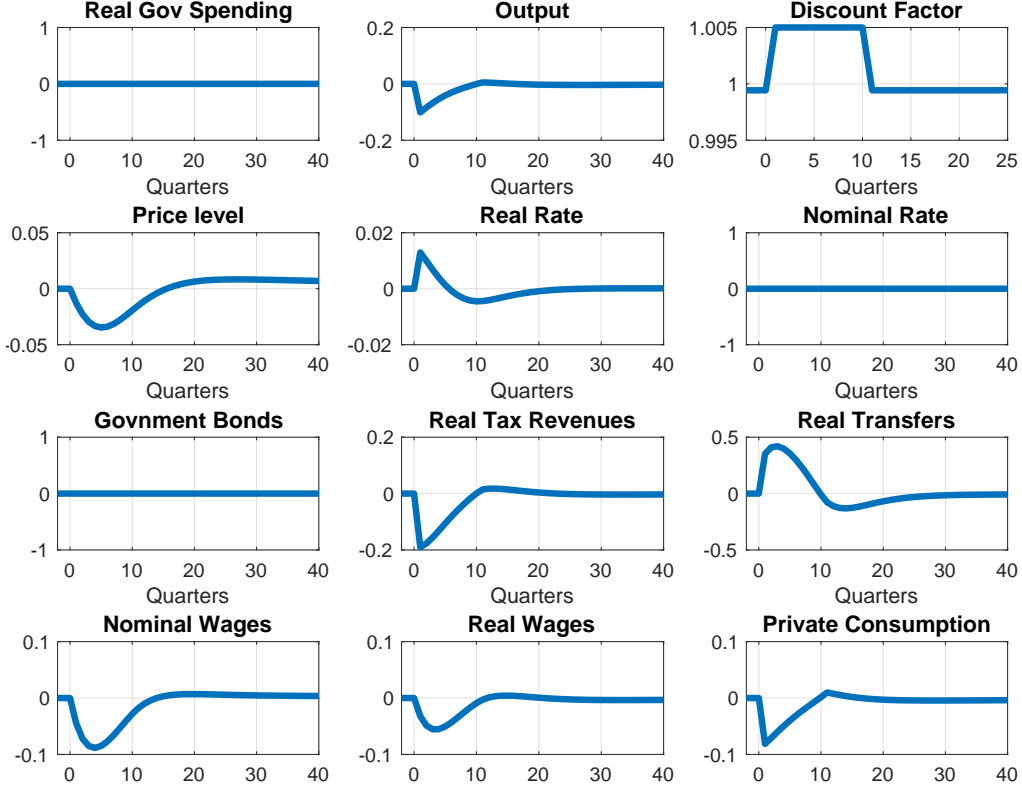 Real Gov Spending
1
0
-1
0 10 20 30 40
Quarters
Output
0.2
0
-0.2
0 10 20 30 40
Discount Factor
1.005
1
0.995
0 5 10 15 20 25
Quarters
Price level
0.05
0
-0.05
0 10 20 30 40
Quarters
Real Rate
0.02
0
-0.02
0 10 20 30 40
Quarters
Nominal Rate
1
0
-1
0 10 20 30 40
Quarters
Govnment Bonds
1
0
-1
0 10 20 30 40
Quarters
Real Tax Revenues
0.2
0
-0.2
0 10 20 30 40
Quarters
Real Transfers
0.5
0
-0.5
0 10 20 30 40
Quarters
Nominal Wages
0.1
0
-0.1
0 10 20 30 40
Real Wages
0.1
0
-0.1
0 10 20 30 40
Private Consumption
0.1
0
-0.1
0 10 20 30 40